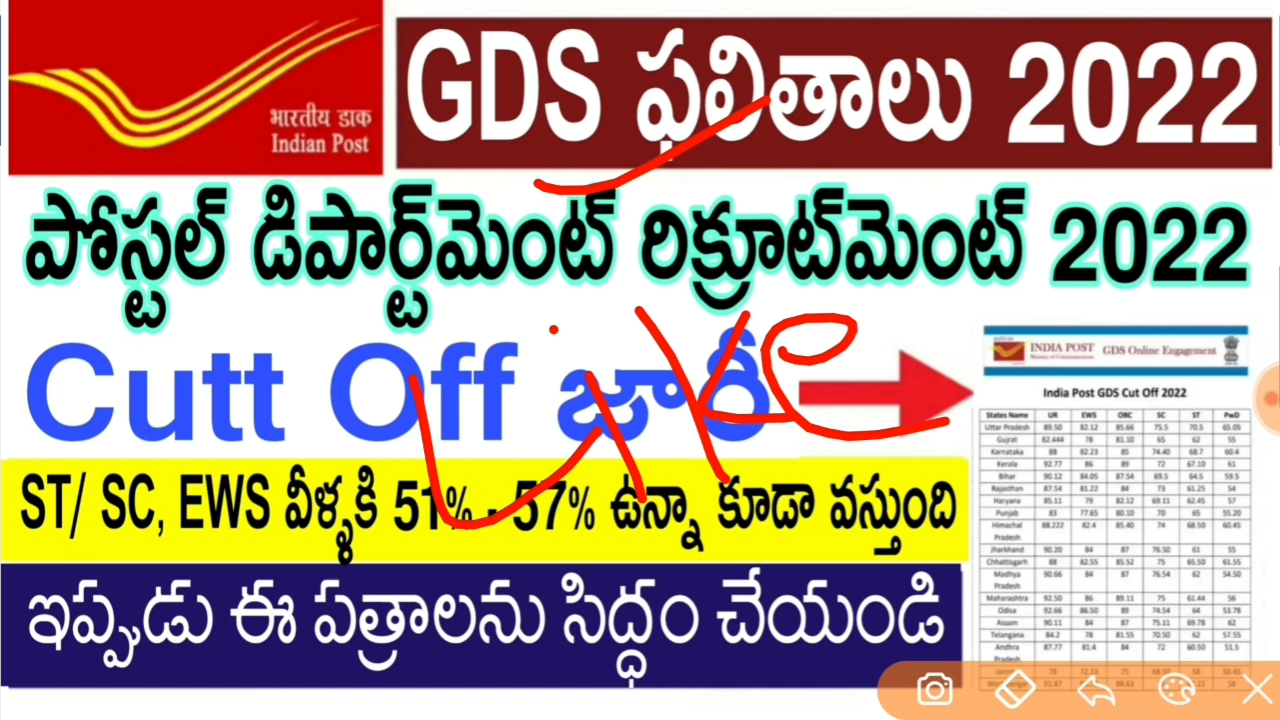 भारतीय डाक
Indian Post
GDS ఫలితాలు 2022
పోస్టల్ డిపార్ట్‌మెంట్ రిక్రూట్‌మెంట్ 2022
Cutt Off జారీ
Like
ST/ SC, EWS వీళ్ళకి 51% - 57% ఉన్నా కూడా వస్తుంది
ఇప్పుడు ఈ పత్రాలను సిద్ధం చేయండి
INDIA POST GDS Online Engagement
Ministry of Communications
India Post GDS Cut Off 2022
States Name UR EWS OBC SC ST PwD
Uttar Pradesh 89.50 82.12 85.66 75.5 70.5 65.05
Gujrat 82.444 78 81.10 65 62 55
Karnataka 88 82.23 85 74.40 68.7 60.4
Kerala 92.77 86 89 72 67.10 61
Bihar 90.12 84.05 87.54 69.5 64.5 59.5
Rajasthan 87.54 81.22 84 73 61.25 54
Haryana 85.11 79 82.12 69.11 62.45 57
Punjab 83 77.65 80.10 70 65 55.20
Himachal Pradesh 88.222 82.4 85.40 74 68.50 60.45
Jharkhand 90.20 84 87 76.50 61 55
Chhattisgarh 88 82.55 85.52 75 65.50 61.55
Madhya Pradesh 90.66 84 87 76.54 62 54.50
Maharashtra 92.50 86 89.11 75 61.44 56
Odisa 92.66 86.50 89 74.54 64 53.78
Assam 90.11 84 87 75.11 69.78 62
Telangana 84.2 78 81.55 70.50 62 57.55
Andhra Pradesh 87.77 81.4 84 72 60.50 51.5